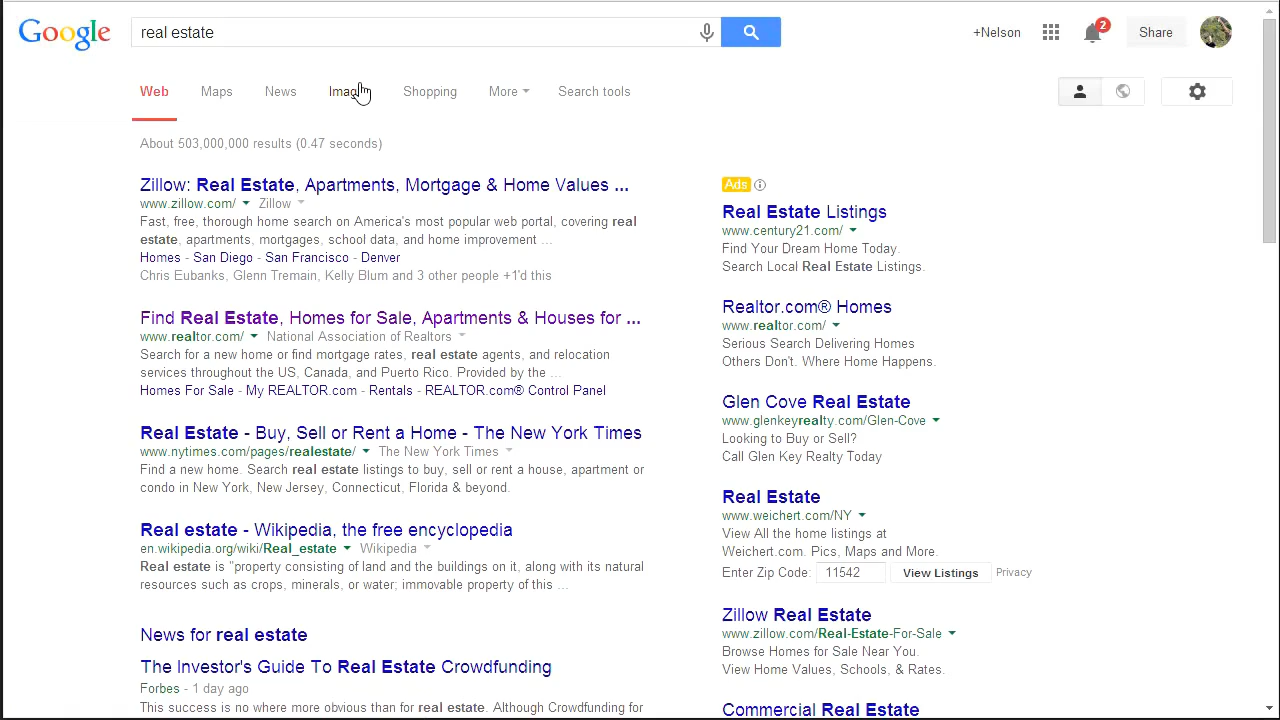 Google
real estate
+Nelson
2
Share
Web
Maps
News
Shopping
More
Search tools
About 503,000,000 results (0.47 seconds)
Zillow: Real Estate, Apartments, Mortgage & Home Values ...
www.zillow.com/
Zillow
Fast, free, thorough home search on America's most popular web portal, covering real
estate, apartments, mortgages, school data, and home improvement ...
Homes - San Diego - San Francisco - Denver
Chris Eubanks, Glenn Tremain, Kelly Blum and 3 other people +1'd this
Find Real Estate, Homes for Sale, Apartments & Houses for ...
www.realtor.com/
National Association of Realtors
Search for a new home or find mortgage rates, real estate agents, and relocation
services throughout the US, Canada, and Puerto Rico. Provided by the ...
Homes For Sale - My REALTOR.com - Rentals - REALTOR.com® Control Panel
Real Estate - Buy, Sell or Rent a Home - The New York Times
www.nytimes.com/pages/realestate/
The New York Times
Find a new home. Search real estate listings to buy, sell or rent a house, apartment or
condo in New York, New Jersey, Connecticut, Florida & beyond.
Real estate - Wikipedia, the free encyclopedia
en.wikipedia.org/wiki/Real_estate
Wikipedia
Real estate is "property consisting of land and the buildings on it, along with its natural
resources such as crops, minerals, or water; immovable property of this ...
News for real estate
The Investor's Guide To Real Estate Crowdfunding
Forbes - 1 day ago
This success is no where more obvious than for real estate. Although Crowdfunding for
Ads
Real Estate Listings
www.century21.com/
Find Your Dream Home Today.
Search Local Real Estate Listings.
Realtor.com® Homes
www.realtor.com/
Serious Search Delivering Homes
Others Don't. Where Home Happens.
Glen Cove Real Estate
www.glenkeyrealty.com/Glen-Cove
Looking to Buy or Sell?
Call Glen Key Realty Today
Real Estate
www.weichert.com/NY
View All the home listings at
Weichert.com. Pics, Maps and More.
Enter Zip Code: 11542 View Listings Privacy
Zillow Real Estate
www.zillow.com/Real-Estate-For-Sale
Browse Homes for Sale Near You.
View Home Values, Schools, & Rates.
Commercial Real Estate